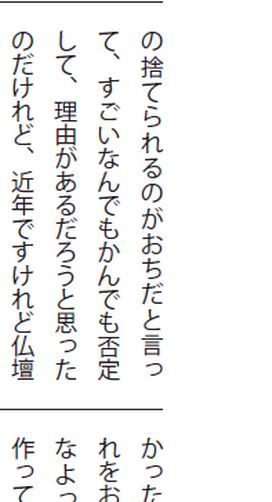 の捨てられるのがおちだと言っ
て、すごいなんでもかんでも否定
して、理由があるだろうと思った
のだけれど、近年ですけれど仏壇
かった
れをお
なよっ
作って